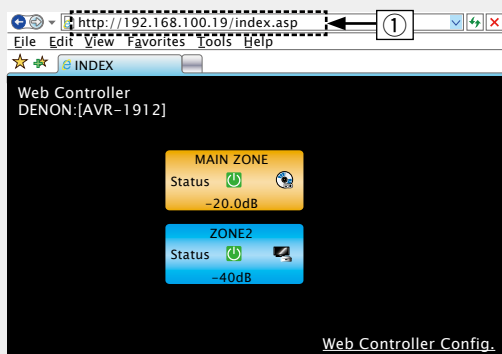 http://192.168.100.19/index.asp
①
File Edit View Favorites Tools Help
INDEX
Web Controller
DENON:[AVR-1912]
MAIN ZONE
Status
-20.0dB
ZONE2
Status
-40dB
Web Controller Config.